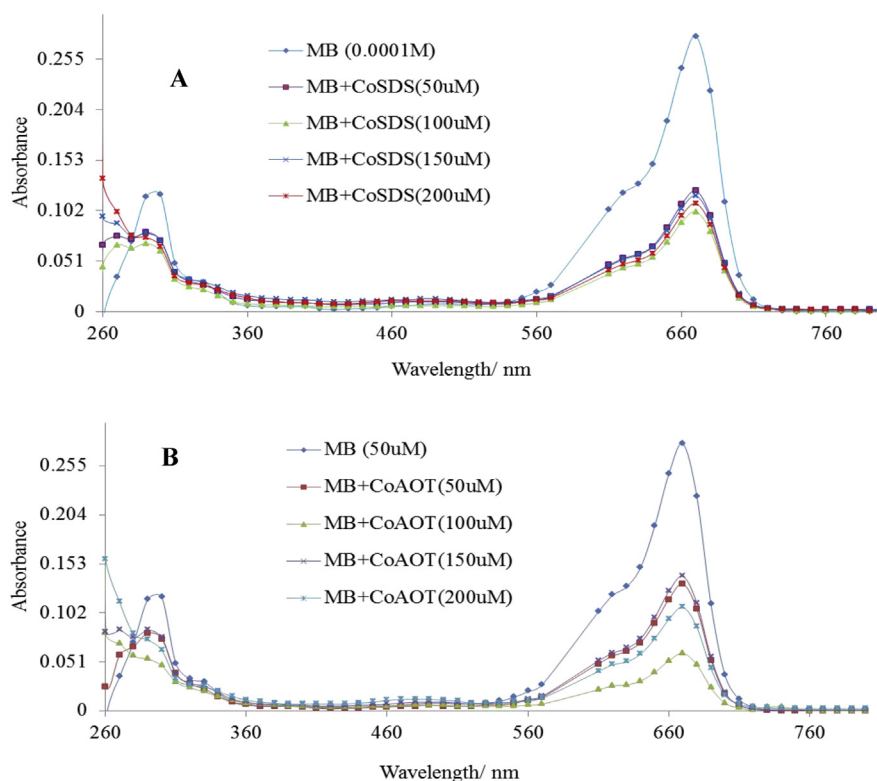 A
MB (0.0001M)
MB+CoSDS(50uM)
MB+CoSDS(100uM)
MB+CoSDS(150uM)
MB+CoSDS(200uM)
Absorbance
0.255
0.204
0.153
0.102
0.051
0
260 360 460 560 660 760
Wavelength/ nm
B
MB (50uM)
MB+CoAOT(50uM)
MB+CoAOT(100uM)
MB+CoAOT(150uM)
MB+CoAOT(200uM)
Absorbance
0.255
0.204
0.153
0.102
0.051
0
260 360 460 560 660 760
Wavelength/ nm